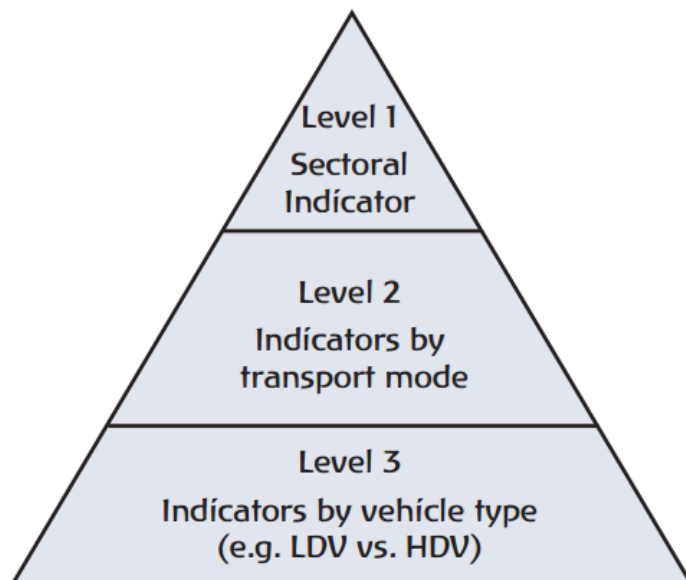 Level 1
Sectoral
Indicator
Level 2
Indicators by
transport mode
Level 3
Indicators by vehicle type
(e.g. LDV vs. HDV)